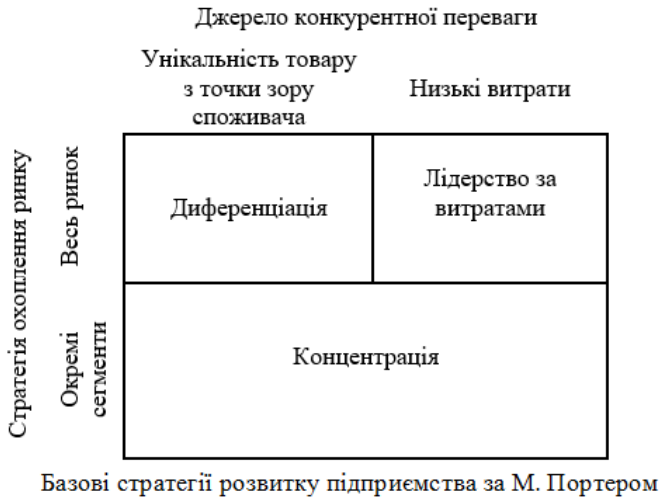 Джерело конкурентної переваги
Унікальність товару
з точки зору
споживача
Низькі витрати
Стратегія охоплення ринку
Весь ринок
Диференціація
Лідерство за
витратами
Окремі
сегменти
Концентрація
Базові стратегії розвитку підприємства за М. Портером